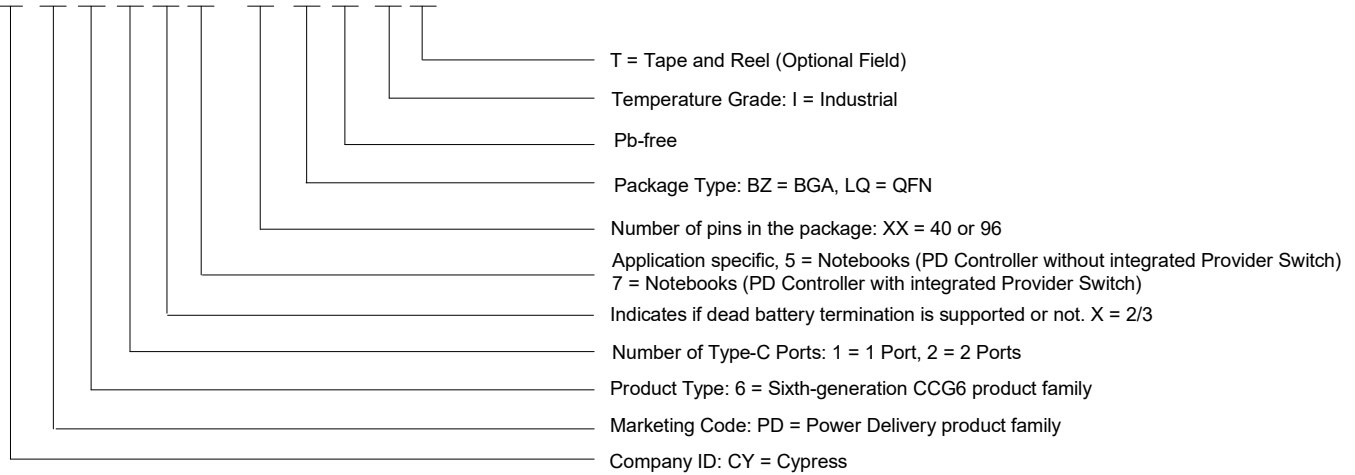 T = Tape and Reel (Optional Field)
Temperature Grade: I = Industrial
Pb-free
Package Type: BZ = BGA, LQ = QFN
Number of pins in the package: XX = 40 or 96
Application specific, 5 = Notebooks (PD Controller without integrated Provider Switch)
7 = Notebooks (PD Controller with integrated Provider Switch)
Indicates if dead battery termination is supported or not. X = 2/3
Number of Type-C Ports: 1 = 1 Port, 2 = 2 Ports
Product Type: 6 = Sixth-generation CCG6 product family
Marketing Code: PD = Power Delivery product family
Company ID: CY = Cypress